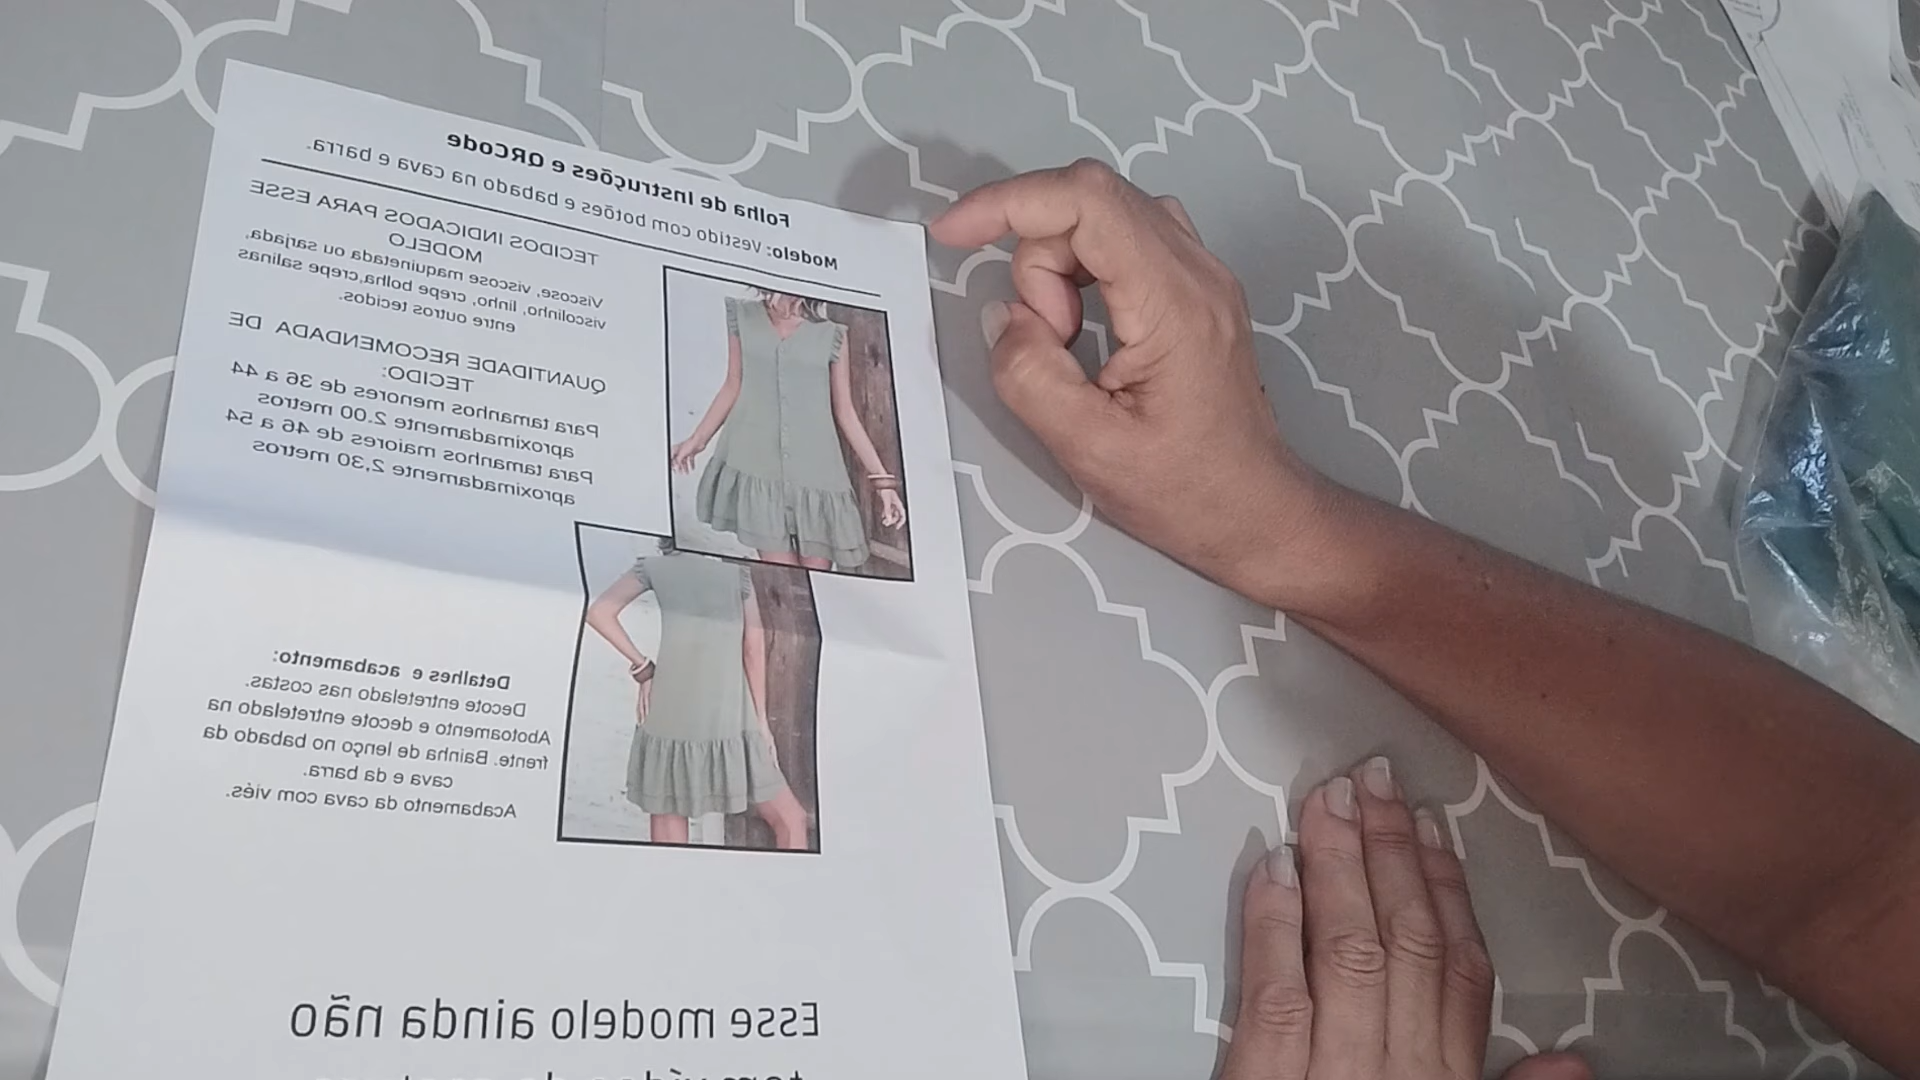 Folha de Instruções e QRCode
Modelo: Vestido com botões e babado na cava e barra.
TECIDOS INDICADOS PARA ESSE
MODELO
Viscose, viscose maquinetada ou sarjada,
viscolinho, linho, crepe bolha,crepe salinas
entre outros tecidos.
QUANTIDADE RECOMENDADA DE
TECIDO:
Para tamanhos menores de 36 a 44
aproximadamente 2.00 metros
Para tamanhos maiores de 46 a 54
aproximadamente 2,30 metros
Detalhes e acabamento:
Decote entretelado nas costas.
Abotoamento e decote entretelado na
frente. Bainha de lenço no babado da
cava e da barra.
Acabamento da cava com viés.
Esse modelo ainda não